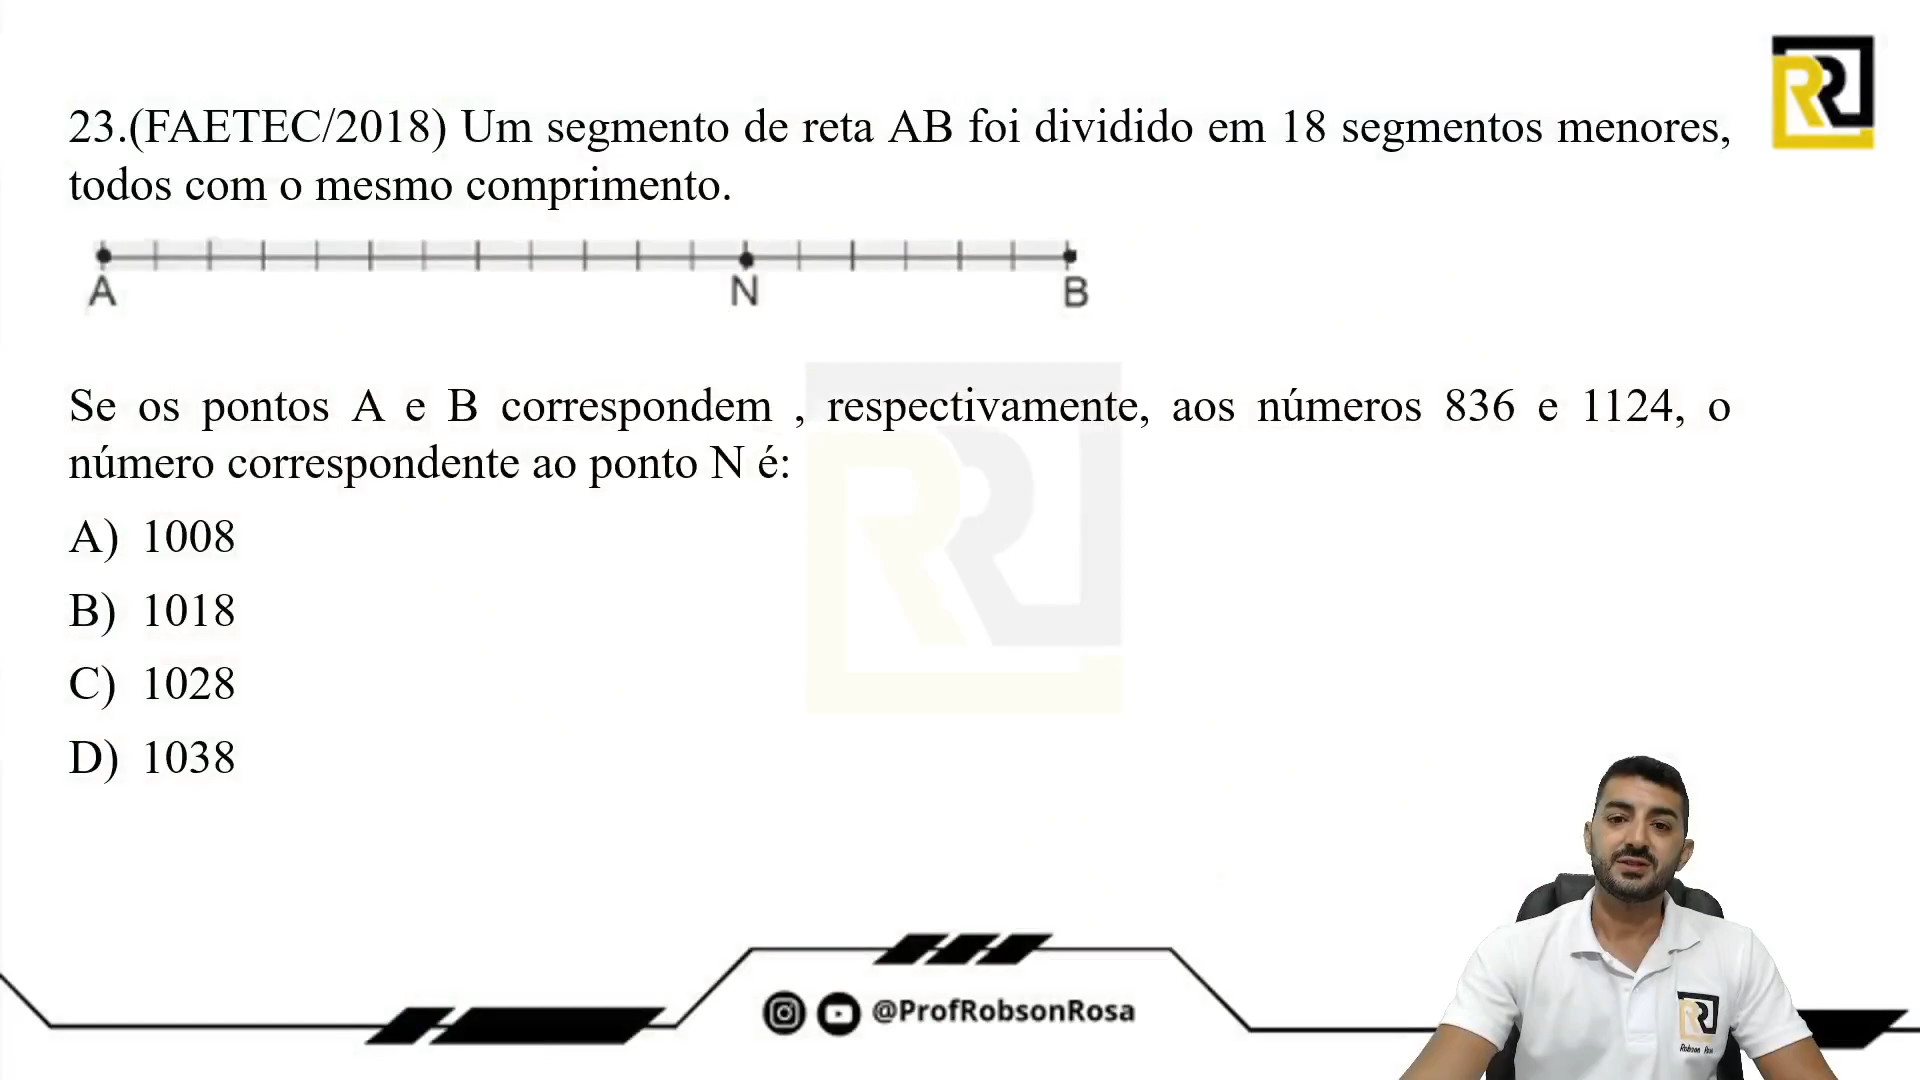 23.(FAETEC/2018) Um segmento de reta AB foi dividido em 18 segmentos menores,
todos com o mesmo comprimento.
A N B
Se os pontos A e B correspondem , respectivamente, aos números 836 e 1124, o
número correspondente ao ponto N é:
A) 1008
B) 1018
C) 1028
D) 1038
@ProfRobsonRosa